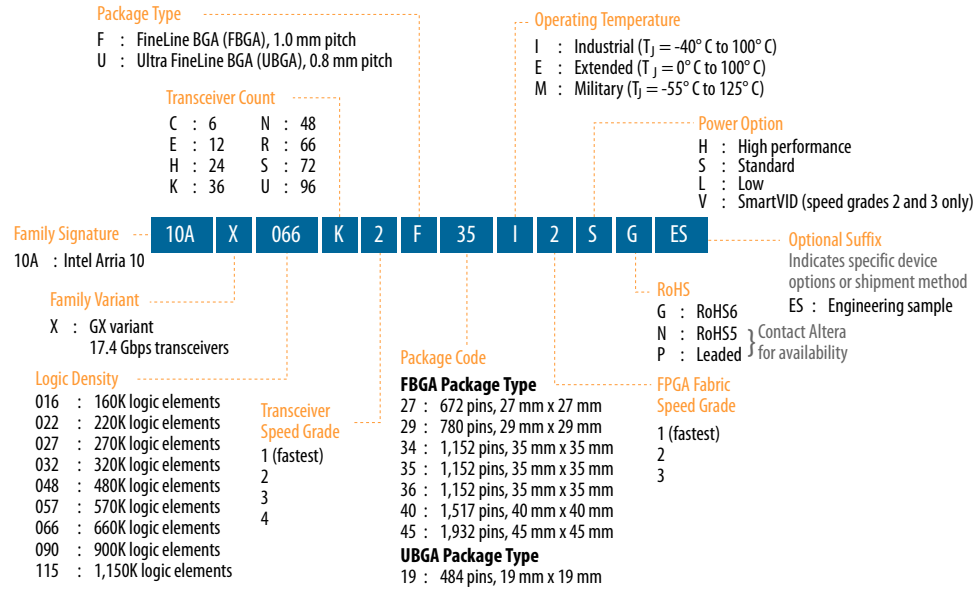 Package Type
F : FineLine BGA (FBGA), 1.0 mm pitch
U : Ultra FineLine BGA (UBGA), 0.8 mm pitch
Operating Temperature
I : Industrial (TJ = -40° C to 100° C)
E : Extended (TJ = 0° C to 100° C)
M : Military (TJ = -55° C to 125° C)
Transceiver Count
C : 6 N : 48
E : 12 R : 66
H : 24 S : 72
K : 36 U : 96
Power Option
H : High performance
S : Standard
L : Low
V : SmartVID (speed grades 2 and 3 only)
10A X 066 K 2 F 35 I 2 S G ES
Family Signature
10A : Intel Arria 10
Optional Suffix
Indicates specific device
options or shipment method
ES : Engineering sample
Family Variant
X : GX variant
17.4 Gbps transceivers
RoHS
G : RoHS6
N : RoHS5
P : Leaded
Contact Altera
for availability
Logic Density
016 : 160K logic elements
022 : 220K logic elements
027 : 270K logic elements
032 : 320K logic elements
048 : 480K logic elements
057 : 570K logic elements
066 : 660K logic elements
090 : 900K logic elements
115 : 1,150K logic elements
Transceiver
Speed Grade
1 (fastest)
2
3
4
Package Code
FBGA Package Type
27 : 672 pins, 27 mm x 27 mm
29 : 780 pins, 29 mm x 29 mm
34 : 1,152 pins, 35 mm x 35 mm
35 : 1,152 pins, 35 mm x 35 mm
36 : 1,152 pins, 35 mm x 35 mm
40 : 1,517 pins, 40 mm x 40 mm
45 : 1,932 pins, 45 mm x 45 mm
UBGA Package Type
19 : 484 pins, 19 mm x 19 mm
FPGA Fabric
Speed Grade
1 (fastest)
2
3